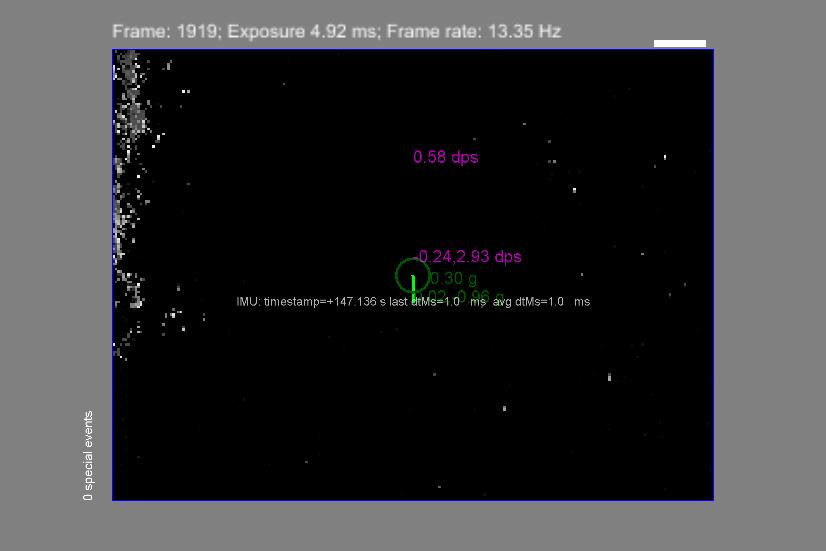 Frame: 1919; Exposure 4.92 ms; Frame rate: 13.35 Hz
0.58 dps
-0.24,2.93 dps
0.30 g
0.96 g
IMU: timestamp=+147.136 s last dtMs=1.0 ms avg dtMs=1.0 ms
0 special events